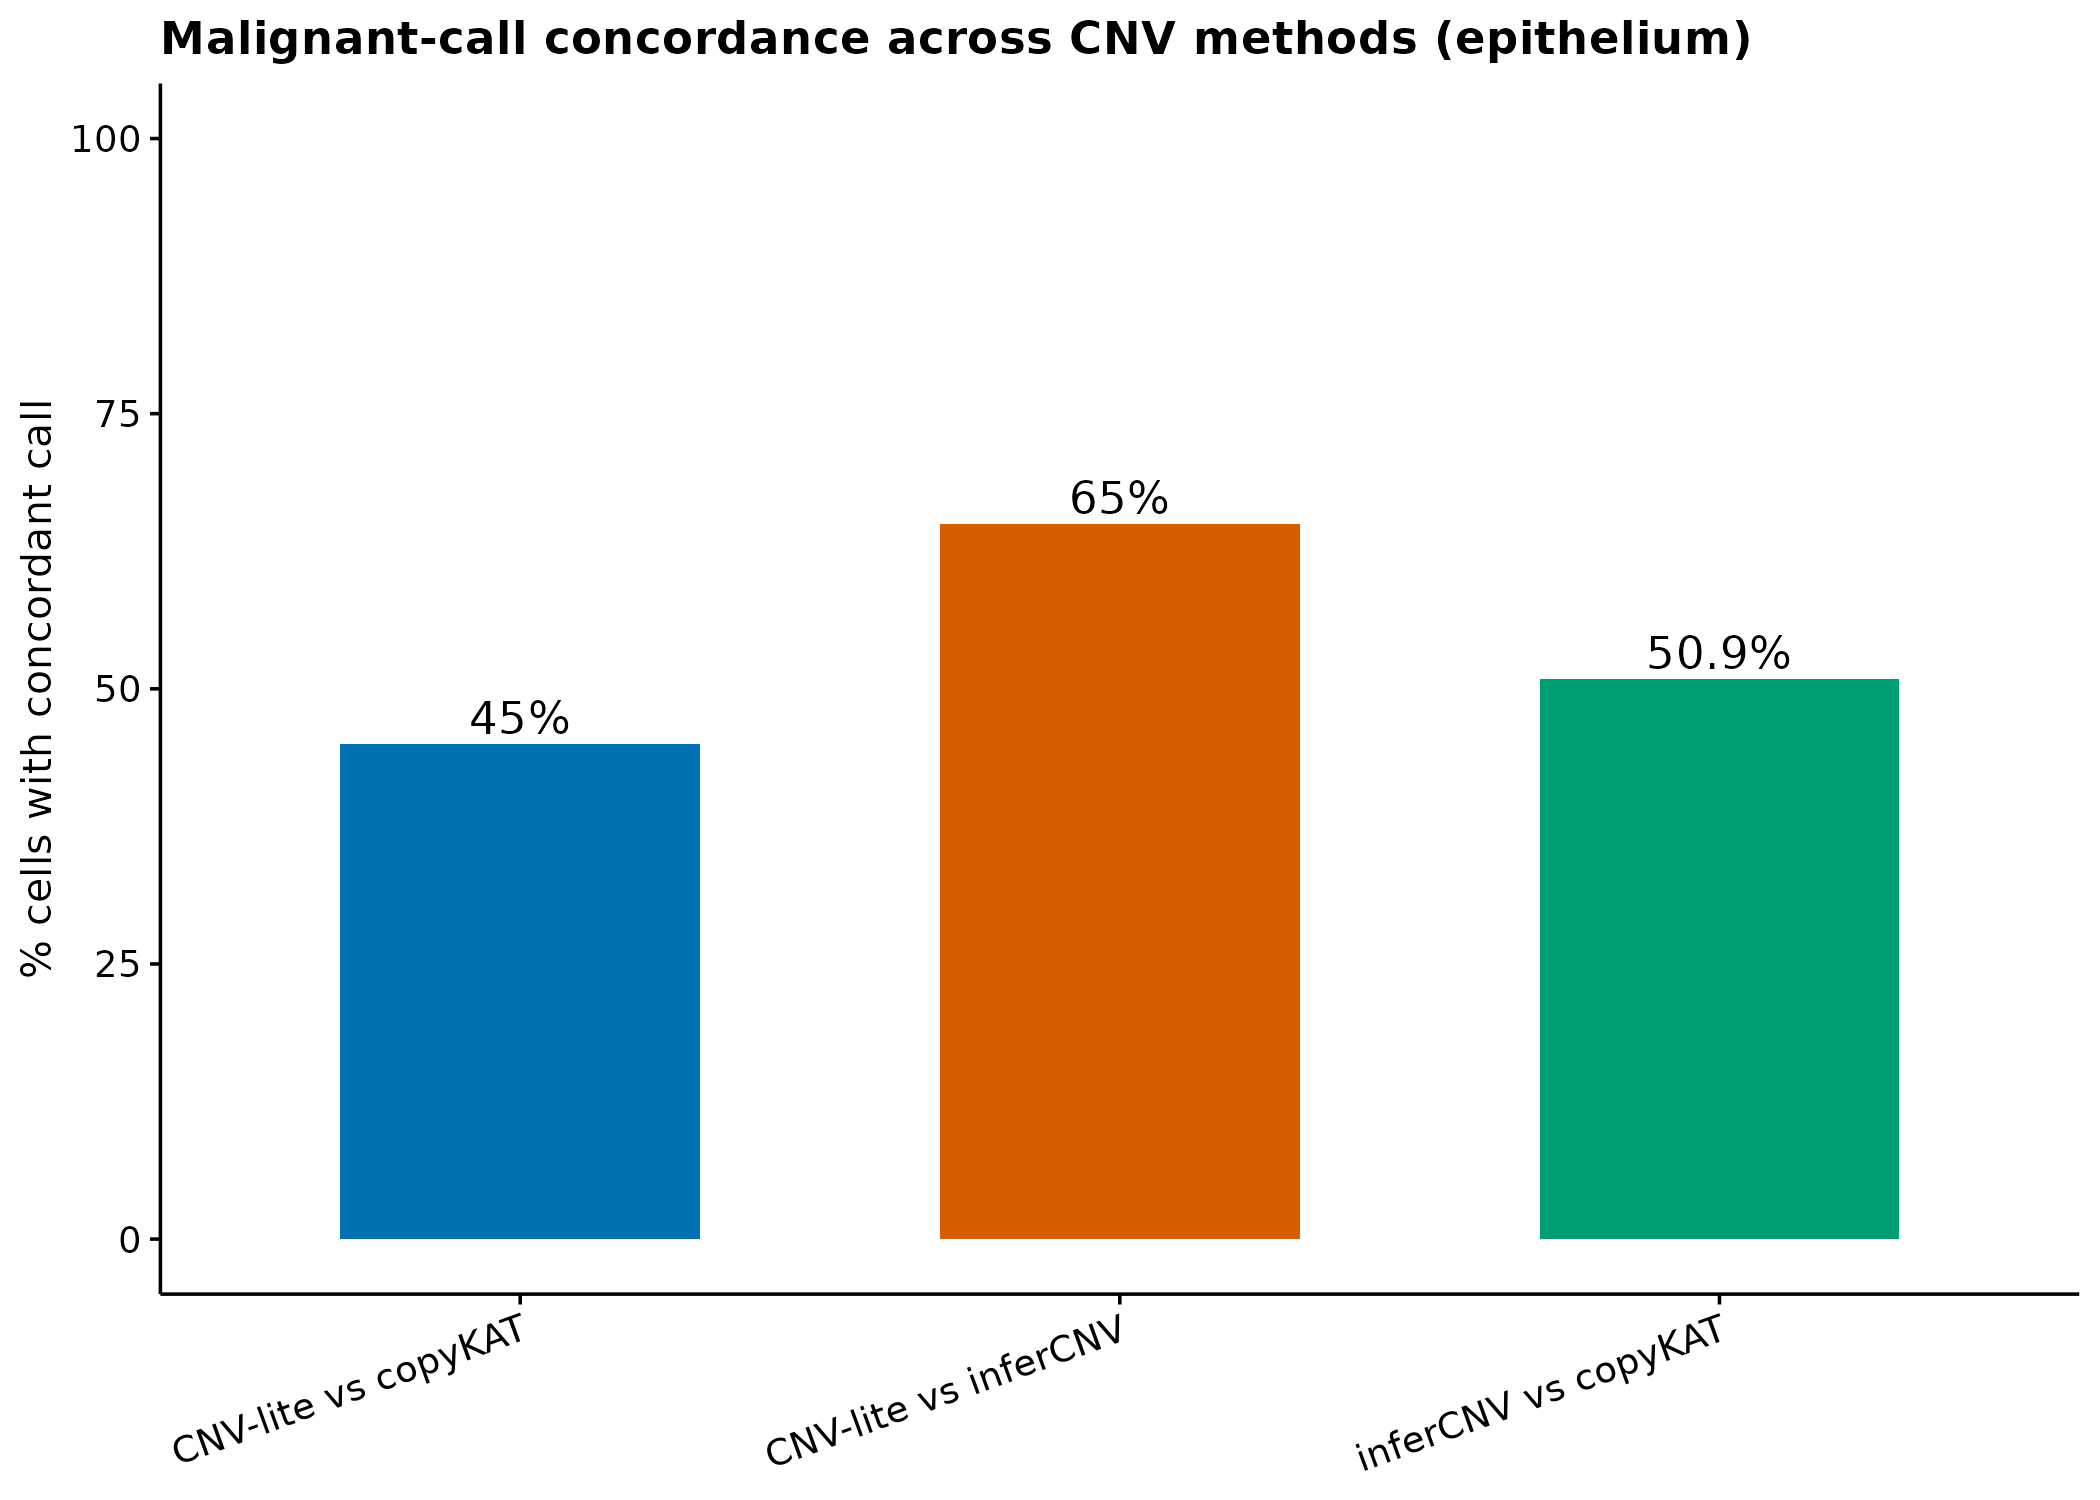 Malignant-call concordance across CNV methods (epithelium)
% cells with concordant call
100
75
50
25
0
45%
65%
50.9%
CNV-lite vs copyKAT
CNV-lite vs inferCNV
inferCNV vs copyKAT